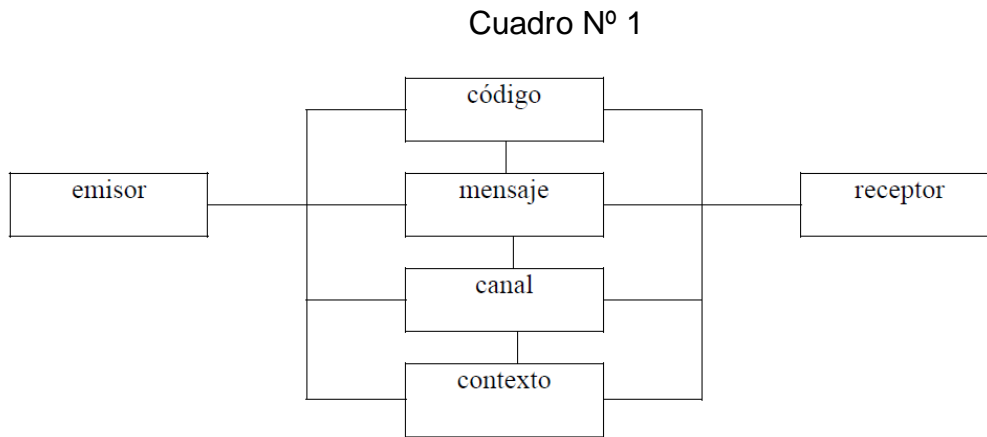 Cuadro Nº 1
código
emisor
mensaje
receptor
canal
contexto